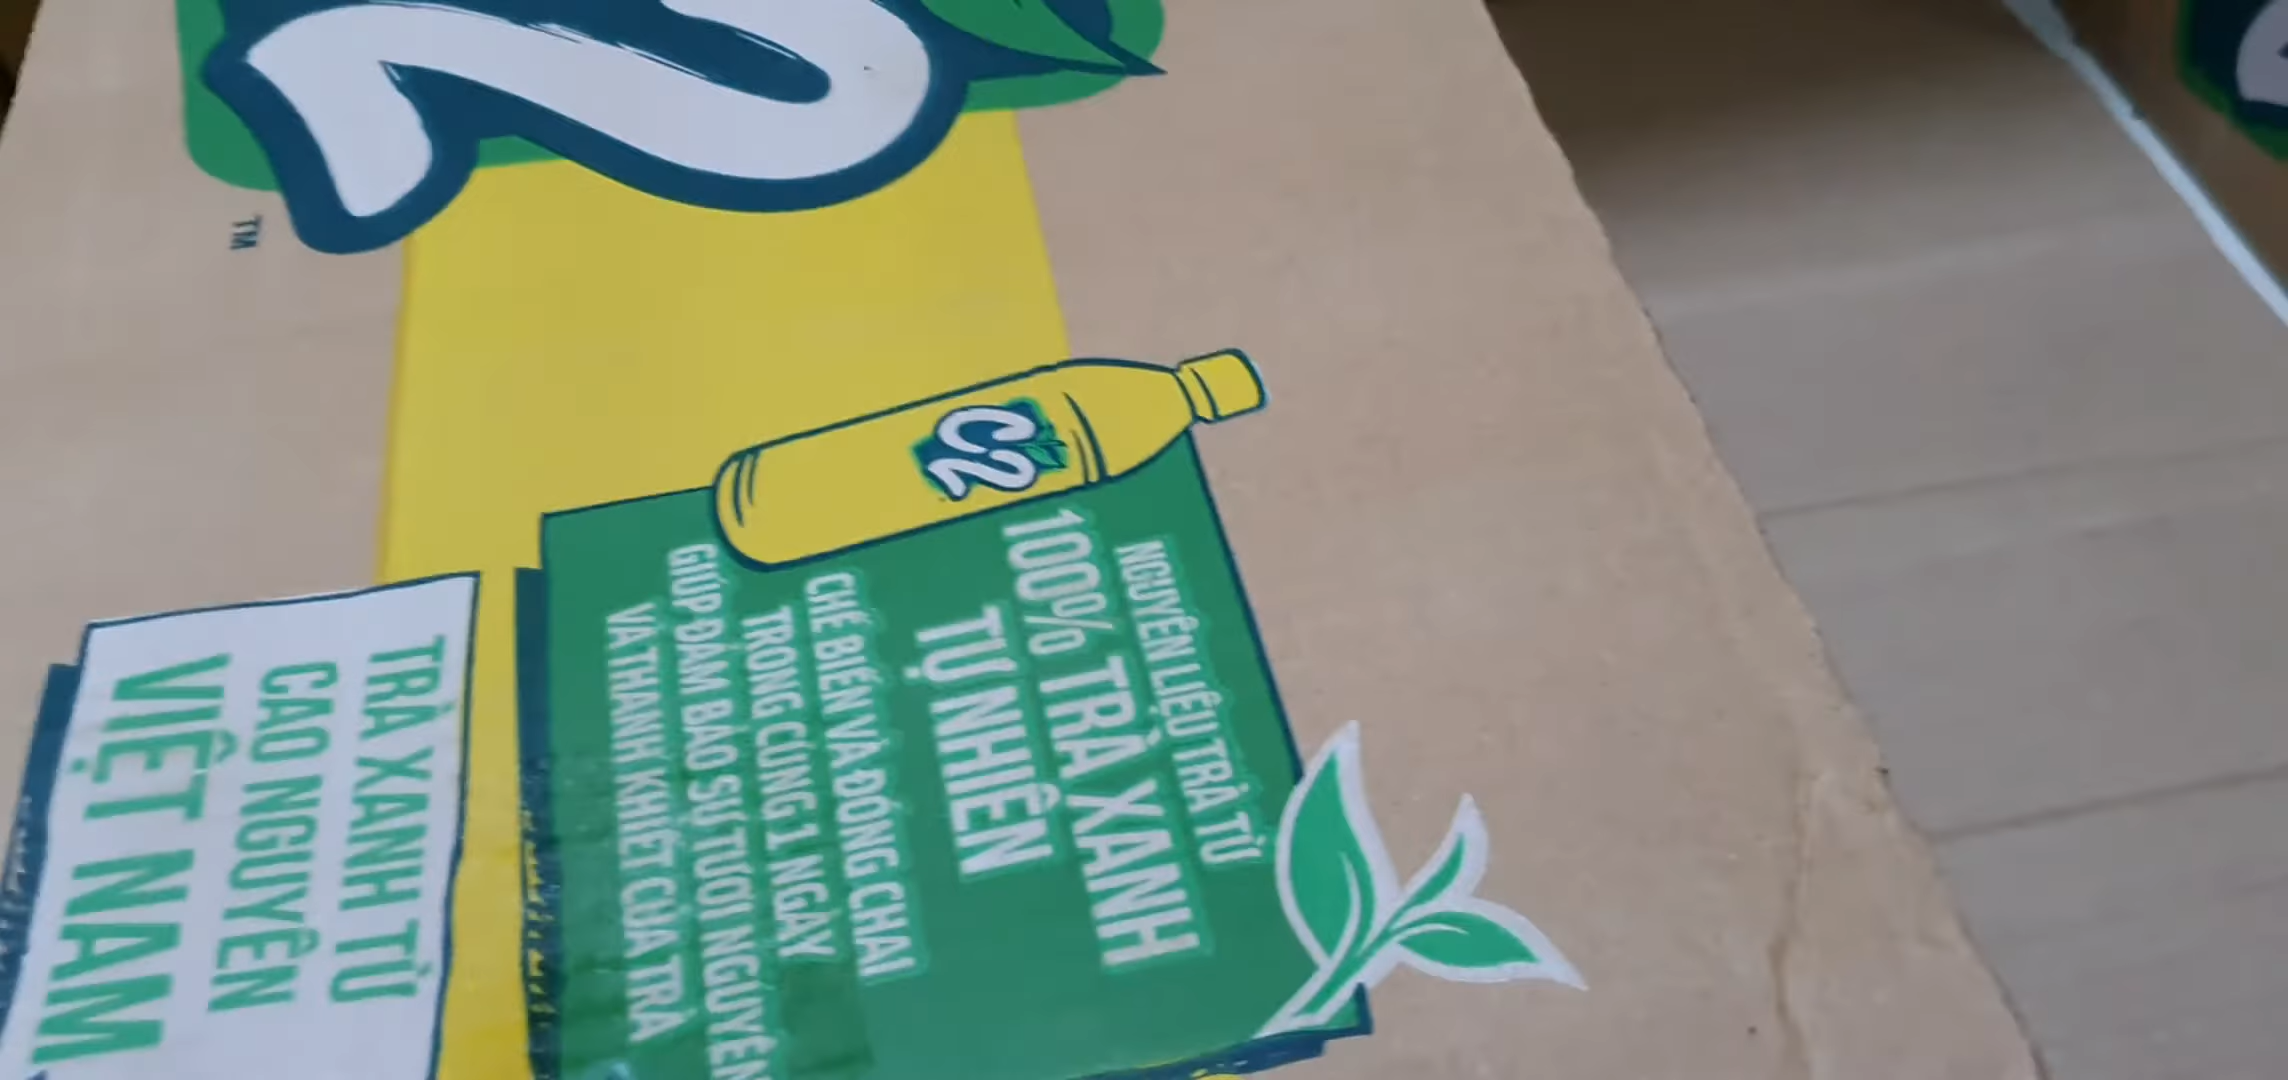 2
TM
C2
NGUYÊN LIỆU TRÀ TỪ
100% TRÀ XANH
TỰ NHIÊN
CHẾ BIẾN VÀ ĐÓNG CHAI
TRONG CÙNG 1 NGÀY
GIÚP ĐẢM BẢO SỰ TƯƠI NGUYÊN
VÀ THANH KHIẾT CỦA TRÀ
TRÀ XANH TỪ
CAO NGUYÊN
VIỆT NAM